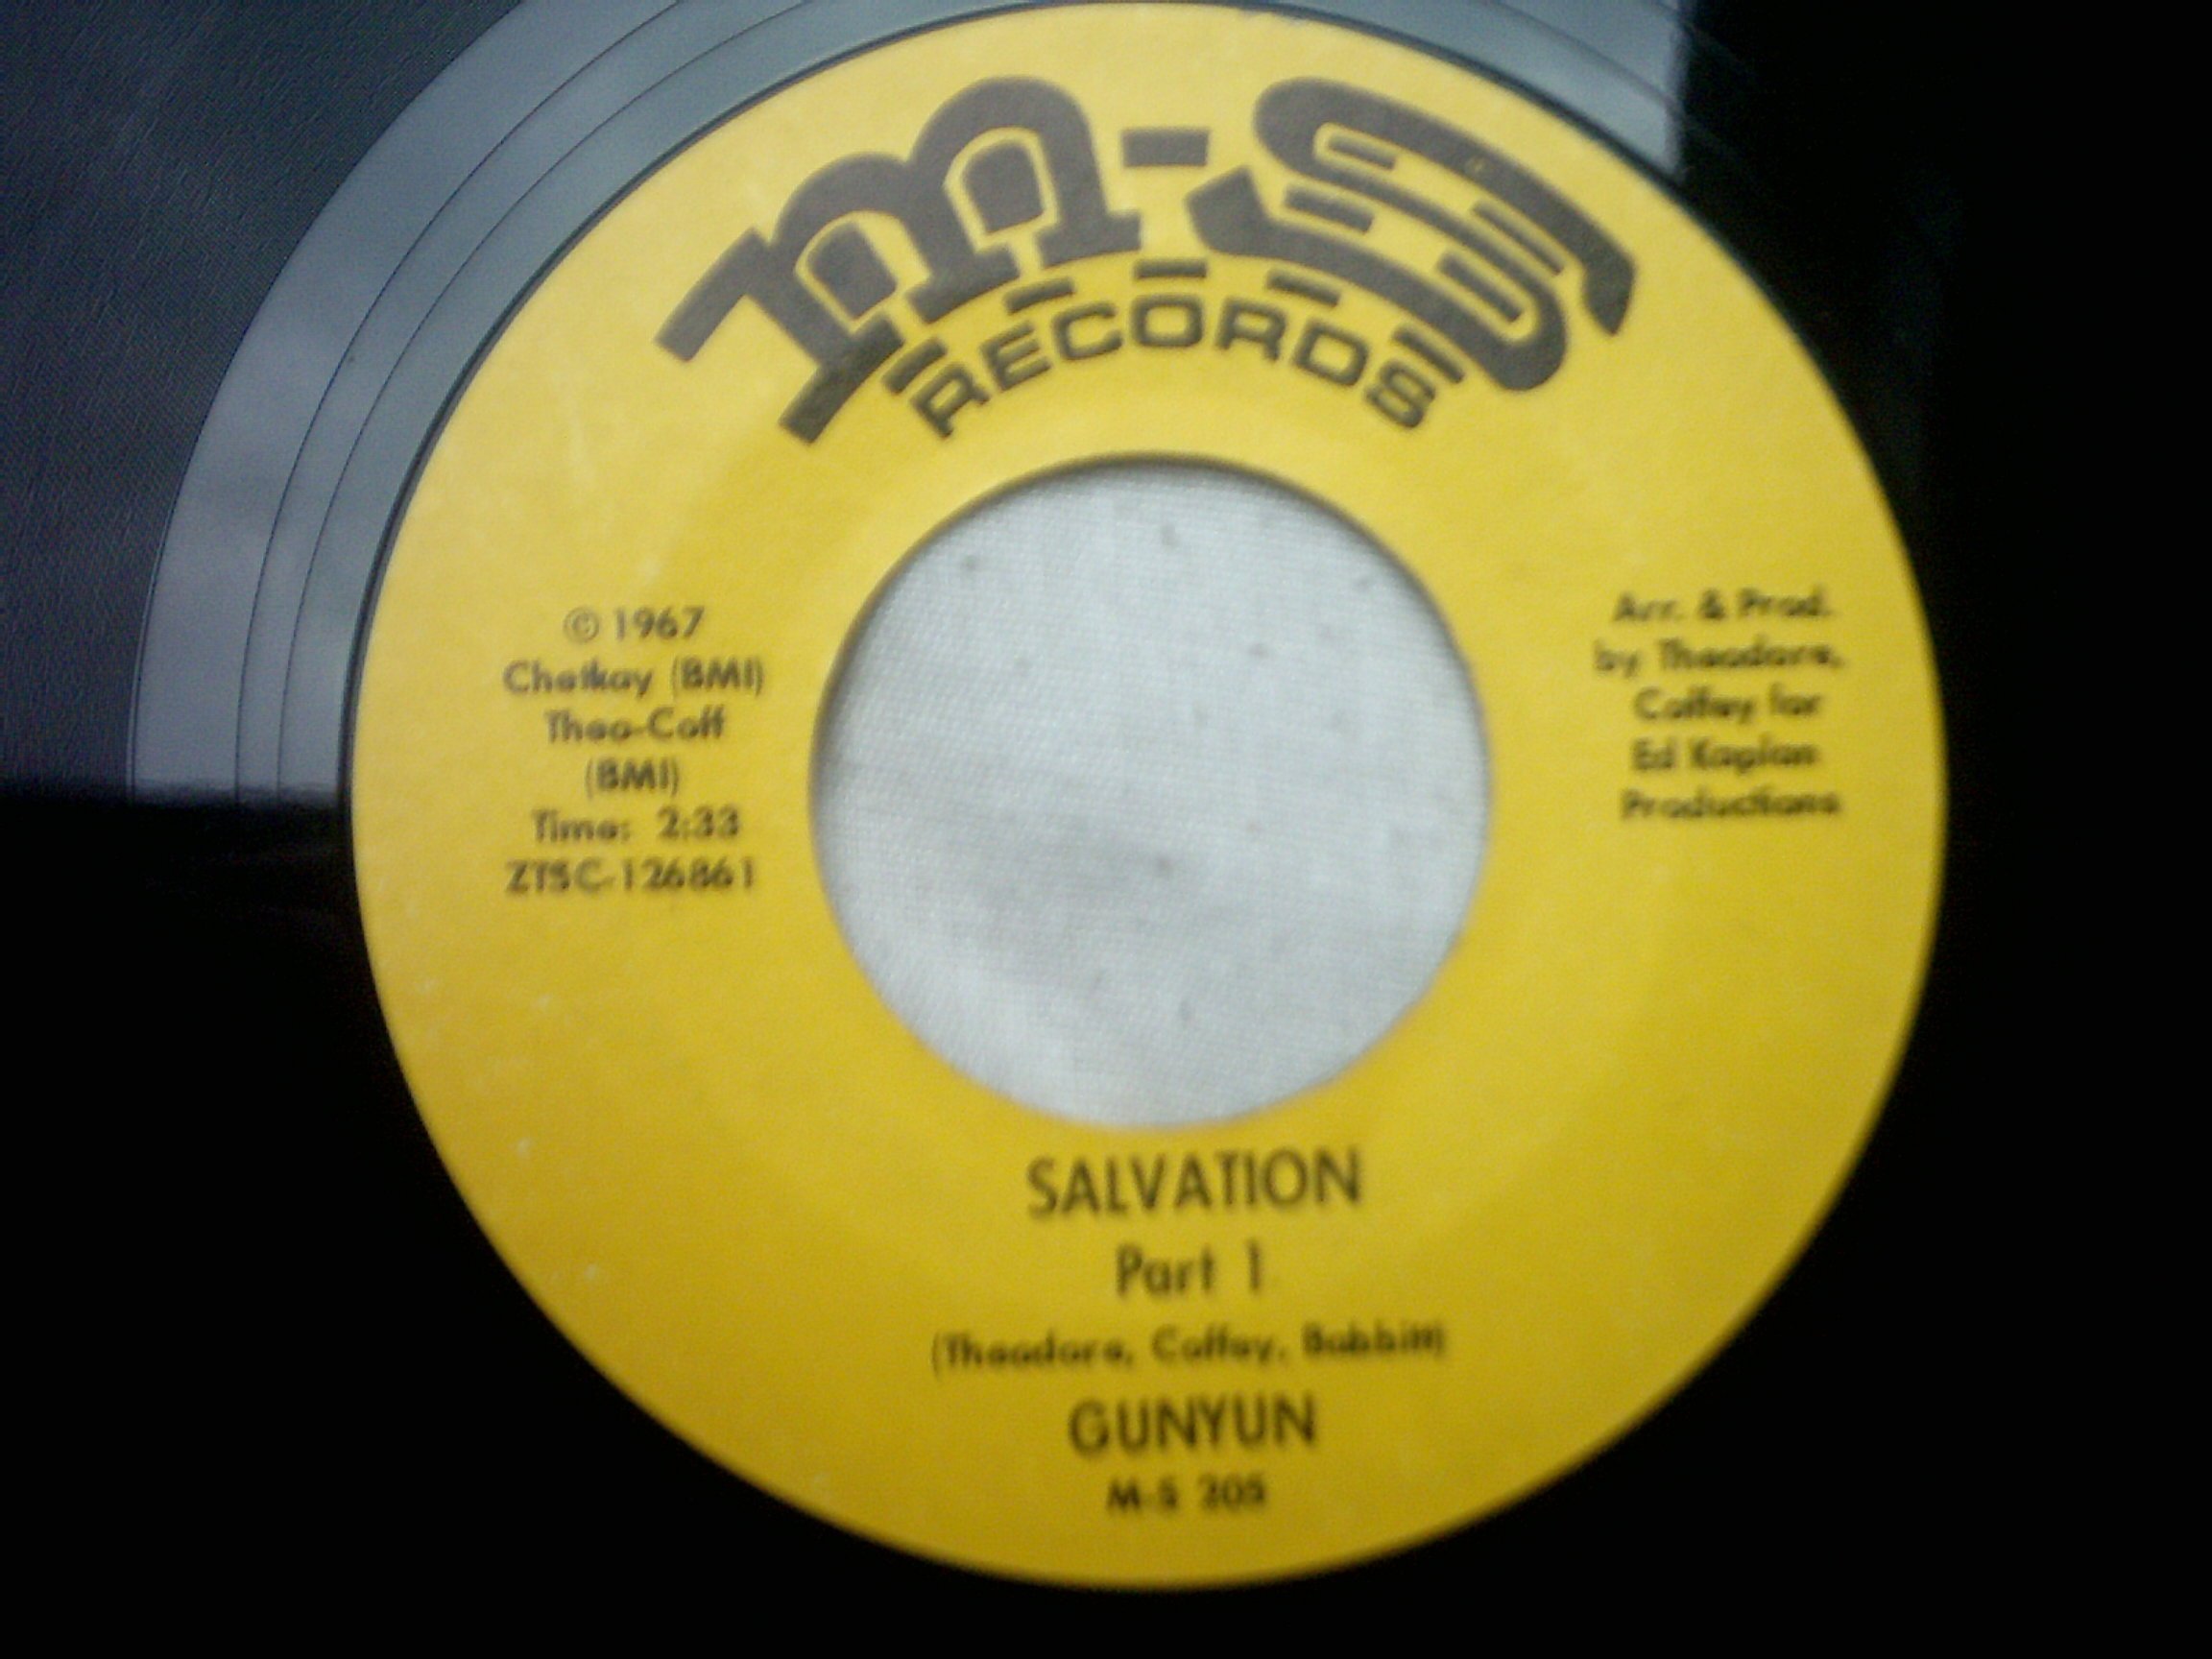 M-S
RECORDS
© 1967
Chetkay (BMI)
Theo-Coff
(BMI)
Time: 2:33
ZTSC-126861
Arr. & Prod.
by Theodore,
Coffey for
Ed Kaplan
Productions
SALVATION
Part 1
(Theodore, Coffey, Babbitt)
GUNYUN
M-S 205